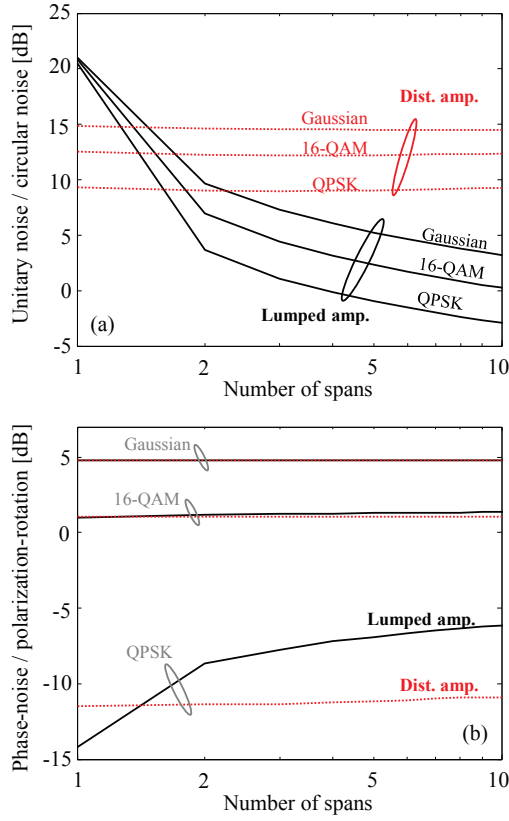 Unitary noise / circular noise [dB]
25
20
15
10
5
0
-5
Dist. amp.
Gaussian
16-QAM
QPSK
Gaussian
16-QAM
QPSK
Lumped amp.
(a)
1
2
5
10
Number of spans
Phase-noise / polarization-rotation [dB]
5
0
-5
-10
-15
Gaussian
16-QAM
Lumped amp.
QPSK
Dist. amp.
(b)
1
2
5
10
Number of spans